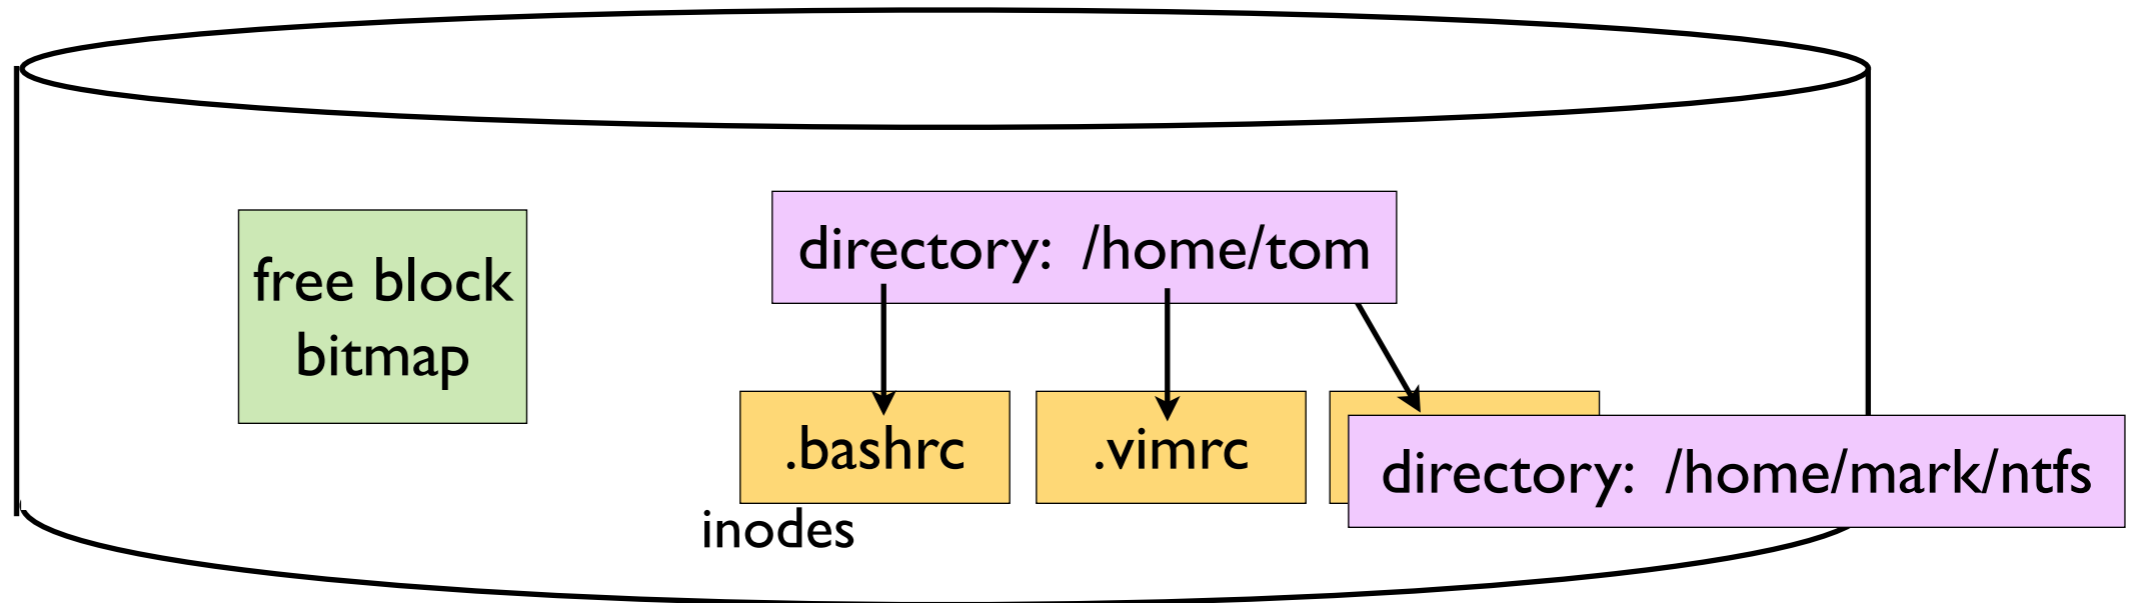 free block
bitmap
directory: /home/tom
.bashrc
.vimrc
directory: /home/mark/ntfs
inodes